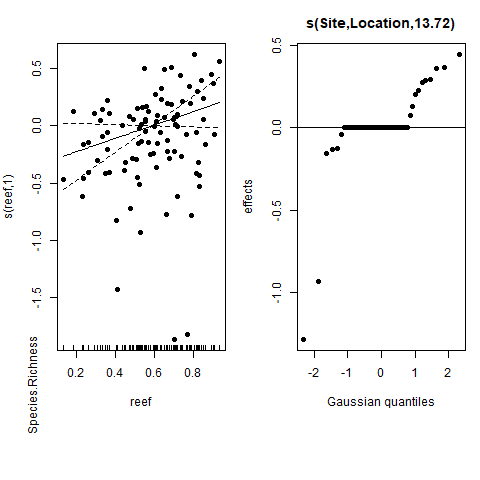 s(Site,Location,13.72)
0.5
0.0
-0.5
-1.0
-1.5
s(reef,1)
Species.Richness
0.2 0.4 0.6 0.8
reef
0.5
0.0
-0.5
-1.0
effects
-2 -1 0 1 2
Gaussian quantiles